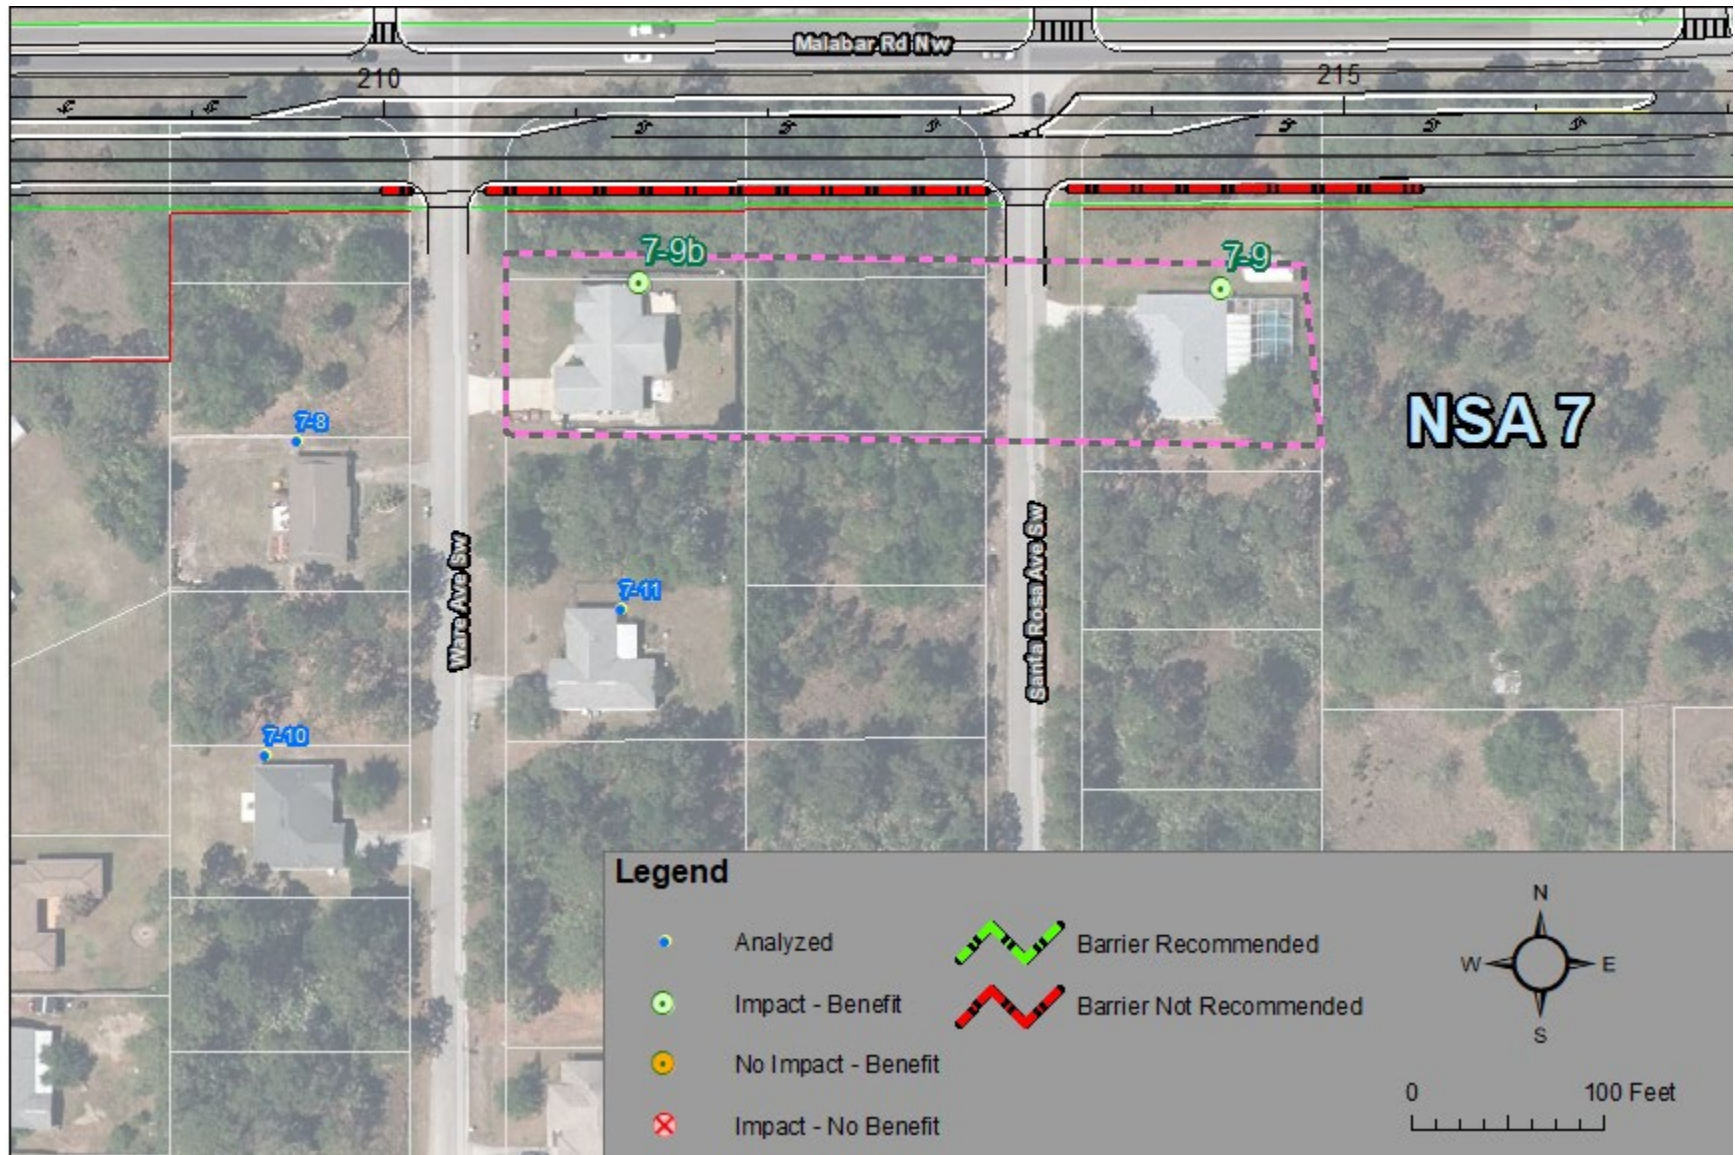 Malabar Rd Nw
210
215
7-9b
7-9
NSA 7
7-8
Ware Ave Sw
Santa Rosa Ave Sw
7-11
7-10
Legend
Analyzed
Impact - Benefit
No Impact - Benefit
Impact - No Benefit
Barrier Recommended
Barrier Not Recommended
N
W E
S
0 100 Feet